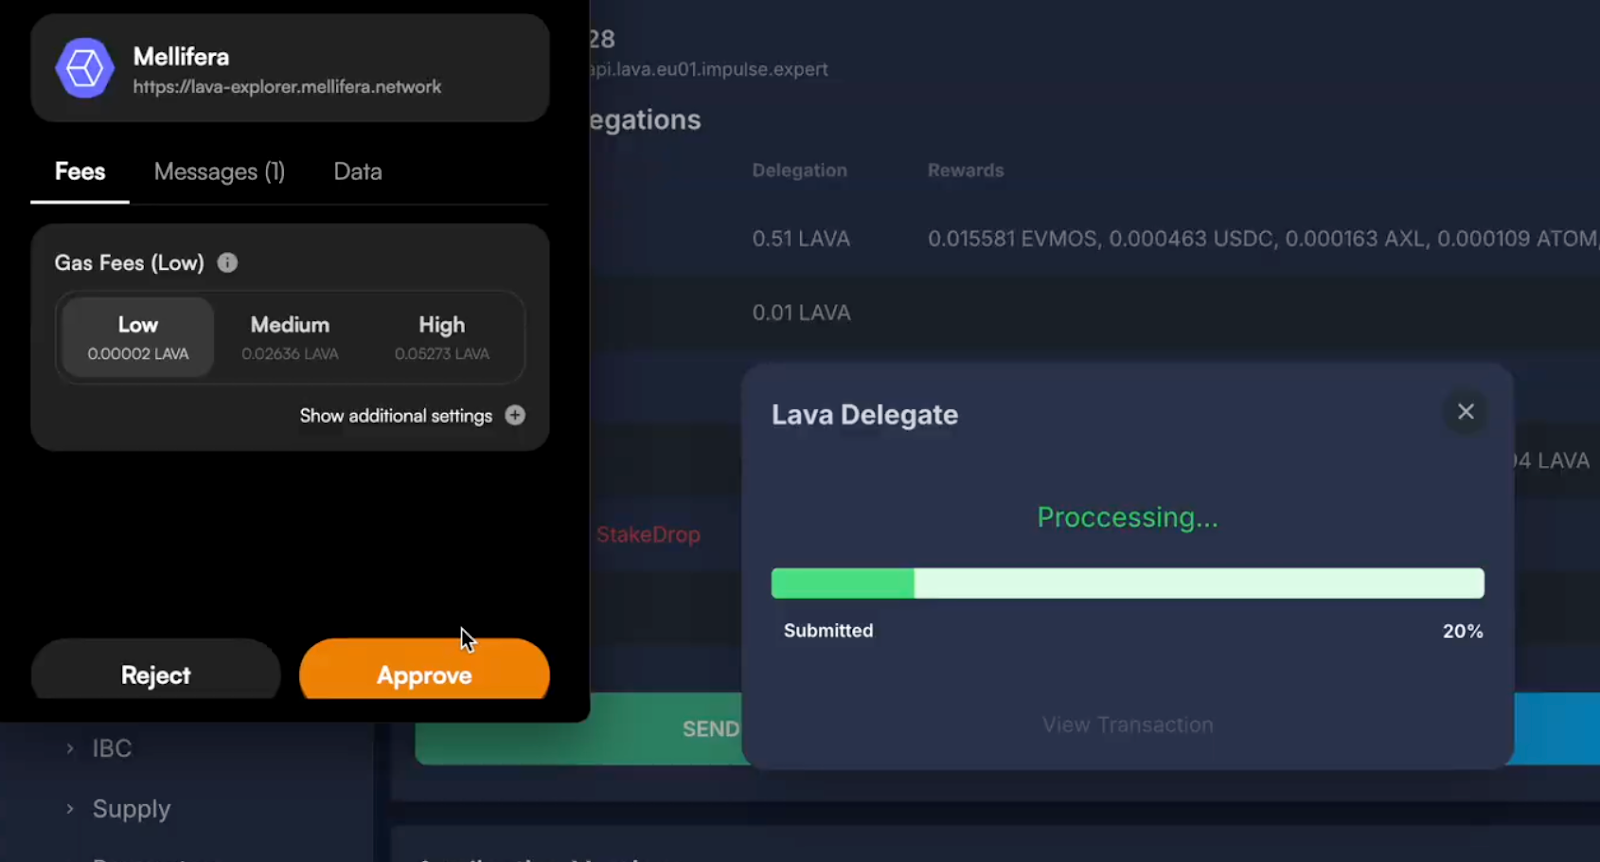 Mellifera
https://lava-explorer.mellifera.network
Fees Messages (1) Data
Gas Fees (Low)
Low Medium High
0.00002 LAVA 0.02636 LAVA 0.05273 LAVA
Show additional settings
Reject Approve
28
api.lava.eu01.impulse.expert
egations
Delegation Rewards
0.51 LAVA 0.015581 EVMOS, 0.000463 USDC, 0.000163 AXL, 0.000109 ATOM,
0.01 LAVA
94 LAVA
StakeDrop
Lava Delegate
Proccessing...
Submitted 20%
View Transaction
SEND
IBC
Supply